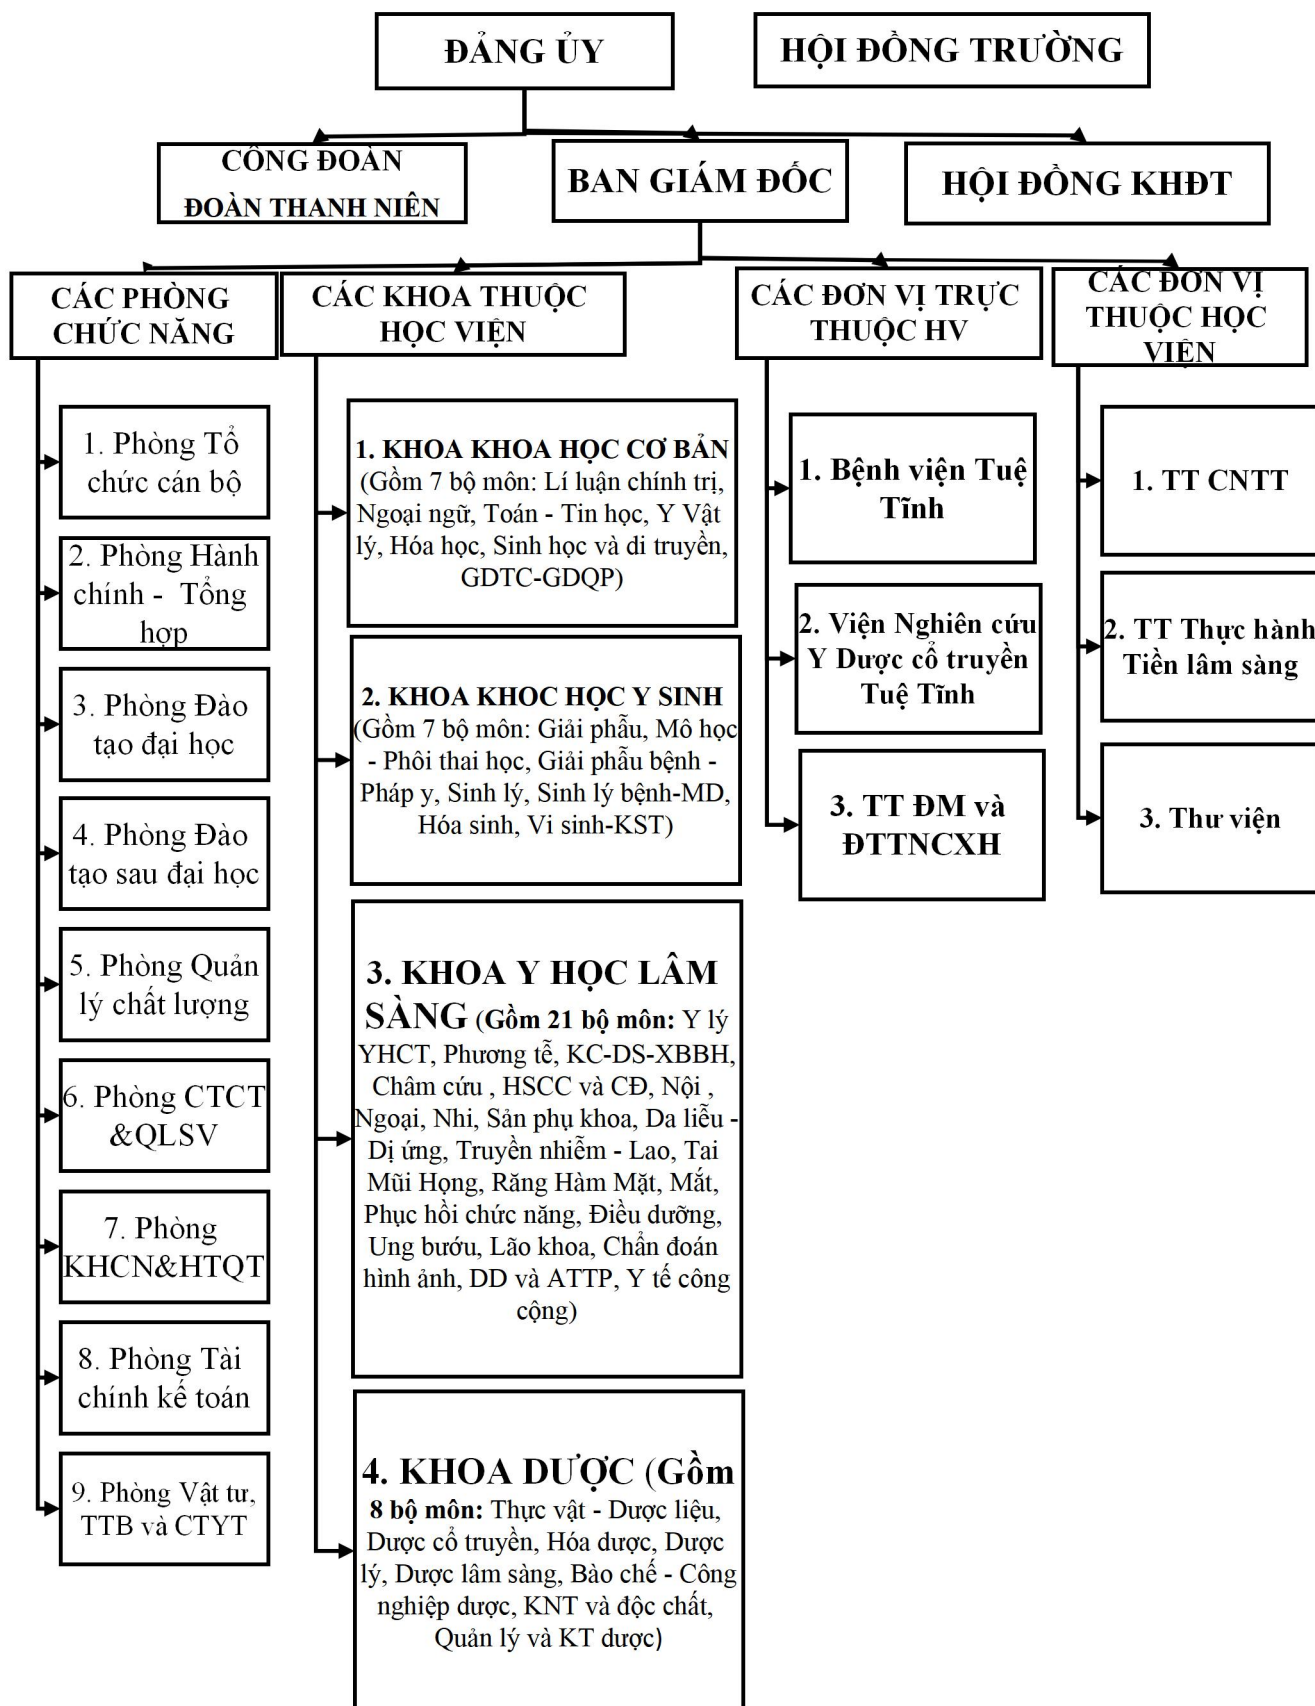 ĐẢNG ỦY
HỘI ĐỒNG TRƯỜNG
CÔNG ĐOÀN
ĐOÀN THANH NIÊN
BAN GIÁM ĐỐC
HỘI ĐỒNG KHĐT
CÁC PHÒNG
CHỨC NĂNG
CÁC KHOA THUỘC
HỌC VIỆN
CÁC ĐƠN VỊ TRỰC
THUỘC HV
CÁC ĐƠN VỊ
THUỘC HỌC
VIỆN
1. Phòng Tổ
chức cán bộ
2. Phòng Hành
chính - Tổng
hợp
3. Phòng Đào
tạo đại học
4. Phòng Đào
tạo sau đại học
5. Phòng Quản
lý chất lượng
6. Phòng CTCT
&QLSV
7. Phòng
KHCN&HTQT
8. Phòng Tài
chính kế toán
9. Phòng Vật tư,
TTB và CTYT
1. KHOA KHOA HỌC CƠ BẢN
(Gồm 7 bộ môn: Lí luận chính trị,
Ngoại ngữ, Toán - Tin học, Y Vật
lý, Hóa học, Sinh học và di truyền,
GDTC-GDQP)
2. KHOA KHOC HỌC Y SINH
(Gồm 7 bộ môn: Giải phẫu, Mô học
- Phôi thai học, Giải phẫu bệnh -
Pháp y, Sinh lý, Sinh lý bệnh-MD,
Hóa sinh, Vi sinh-KST)
3. KHOA Y HỌC LÂM
SÀNG (Gồm 21 bộ môn: Y lý
YHCT, Phương tễ, KC-DS-XBBH,
Châm cứu , HSCC và CĐ, Nội ,
Ngoại, Nhi, Sản phụ khoa, Da liễu -
Dị ứng, Truyền nhiễm - Lao, Tai
Mũi Họng, Răng Hàm Mặt, Mắt,
Phục hồi chức năng, Điều dưỡng,
Ung bướu, Lão khoa, Chẩn đoán
hình ảnh, DD và ATTP, Y tế công
cộng)
4. KHOA DƯỢC (Gồm
8 bộ môn: Thực vật - Dược liệu,
Dược cổ truyền, Hóa dược, Dược
lý, Dược lâm sàng, Bào chế - Công
nghiệp dược, KNT và độc chất,
Quản lý và KT dược)
1. Bệnh viện Tuệ
Tĩnh
2. Viện Nghiên cứu
Y Dược cổ truyền
Tuệ Tĩnh
3. TT ĐM và
ĐTTNCXH
1. TT CNTT
2. TT Thực hành
Tiền lâm sàng
3. Thư viện